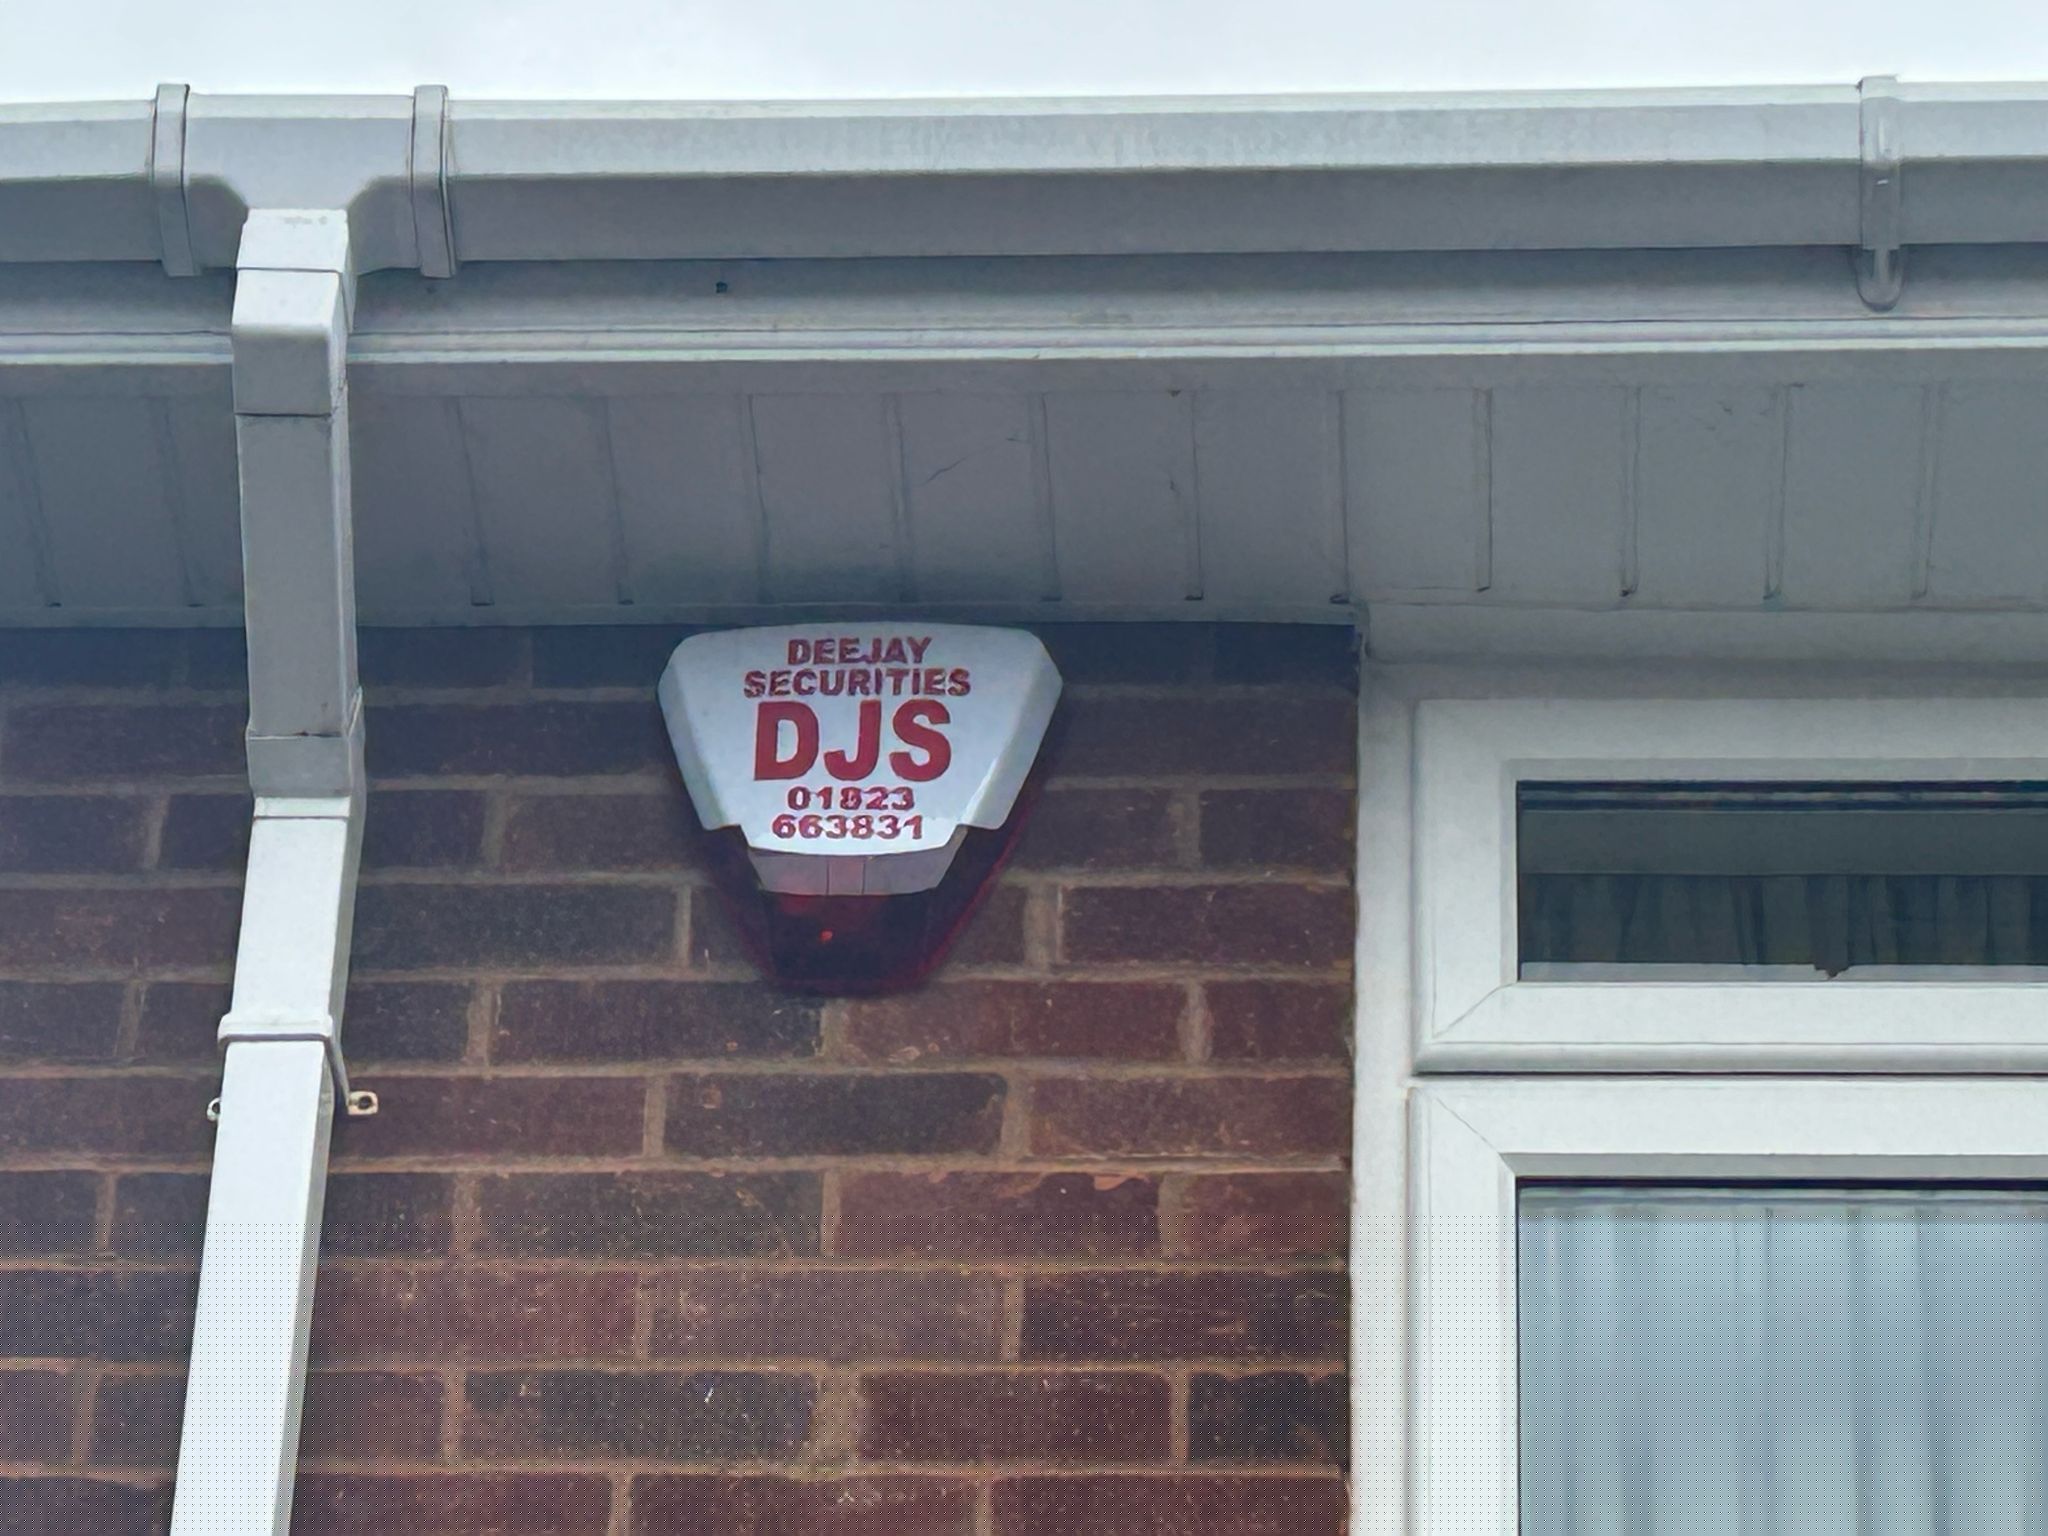 DEEJAY
SECURITIES
DJS
01823
663831